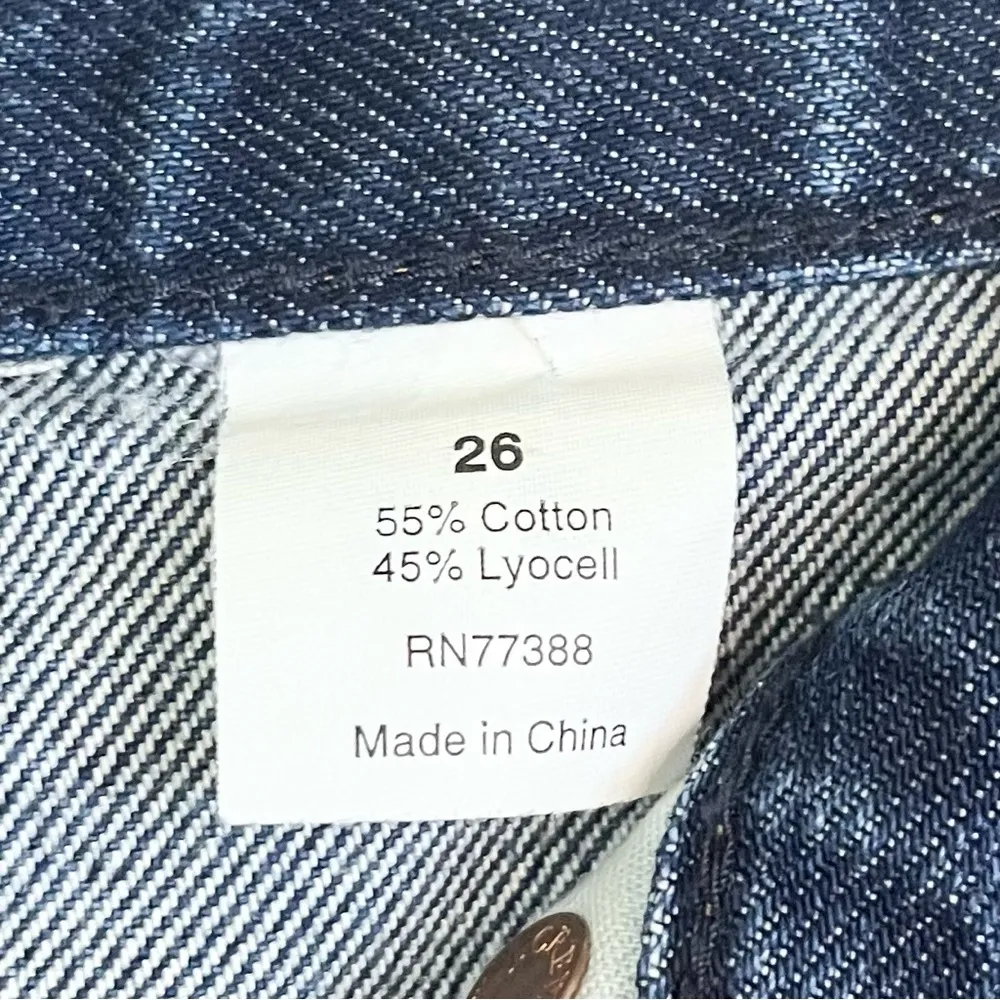 26
55% Cotton
45% Lyocell
RN77388
Made in China